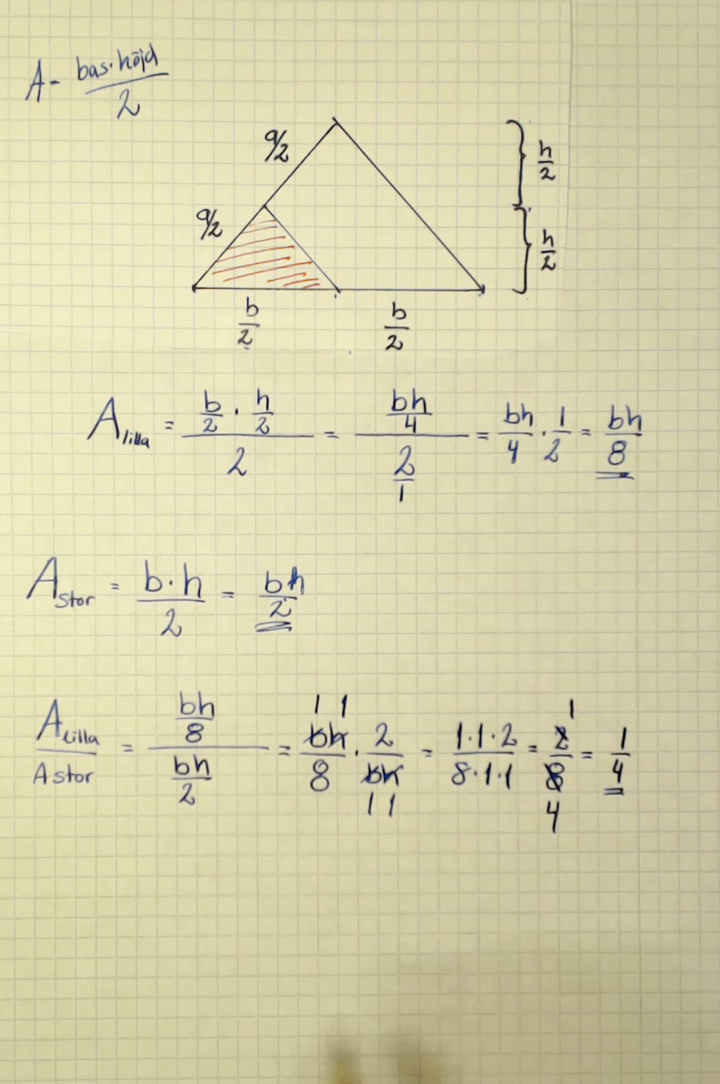 A = bas·höjd / 2
a/2
h/2
a/2
h/2
b/2 b/2
A lilla = (b/2 · h/2) / 2 = (bh/4) / (2/1) = bh/4 · 1/2 = bh/8
A stor = b·h / 2 = bh/2
A lilla / A stor = (bh/8) / (bh/2) = bh/8 · 2/bh = 1·1·2 / 8·1·1 = 2/8 = 1/4